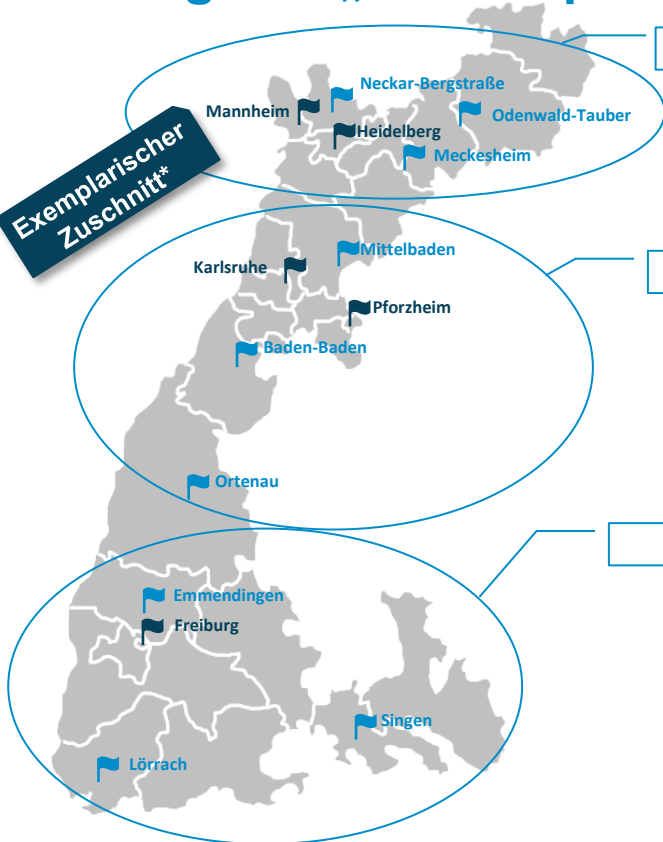 Neckar-Bergstraße
Mannheim
Odenwald-Tauber
Heidelberg
Meckesheim
Exemplarischer
Zuschnitt*
Mittelbaden
Karlsruhe
Pforzheim
Baden-Baden
Ortenau
Emmendingen
Freiburg
Singen
Lörrach